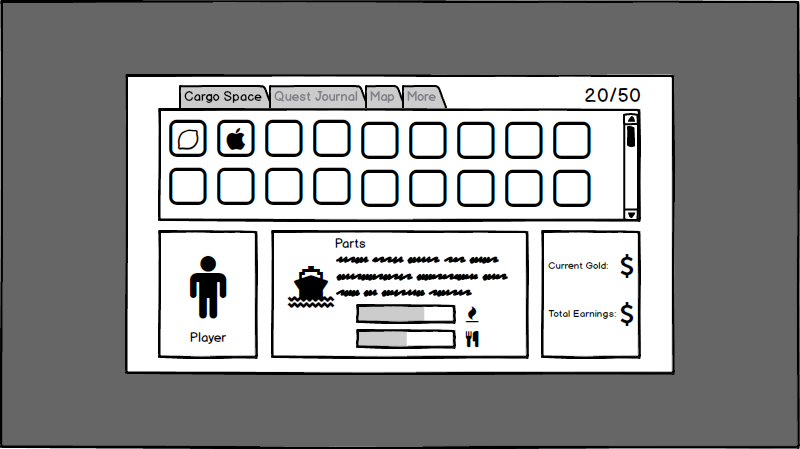 Cargo Space
Quest Journal
Map
More
20/50
Parts
Player
Current Gold: $
Total Earnings: $